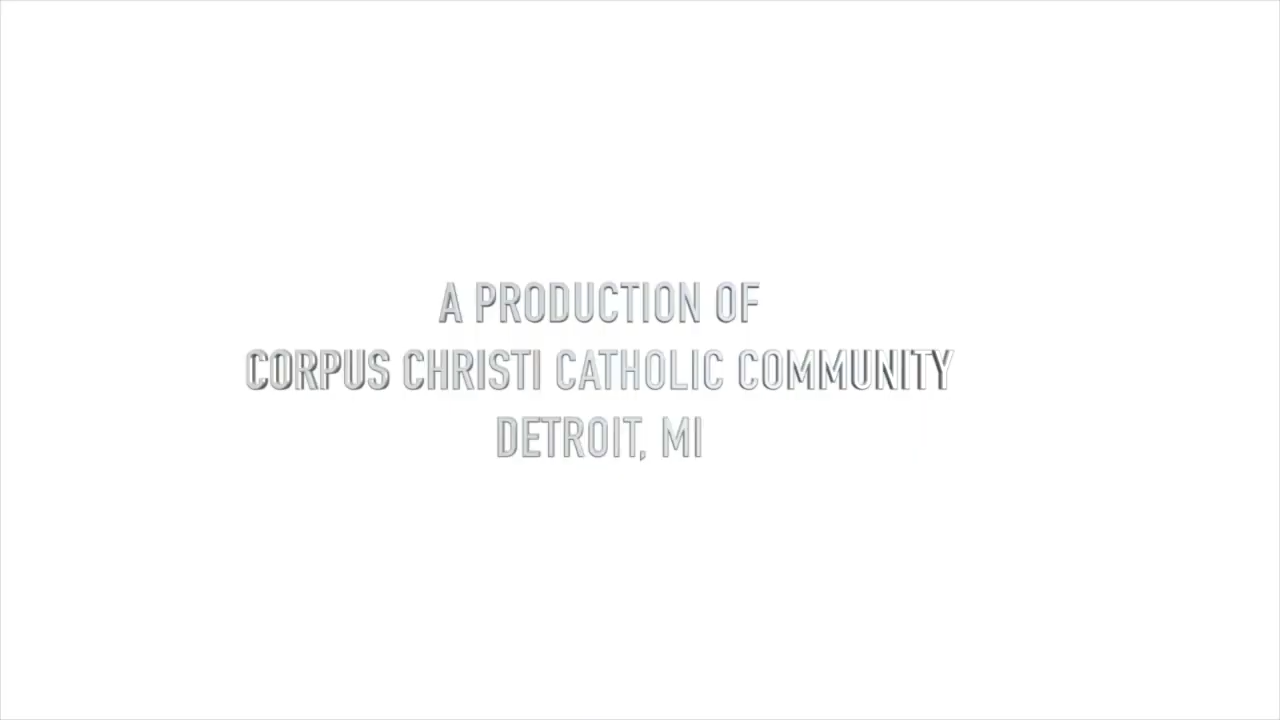 A PRODUCTION OF
CORPUS CHRISTI CATHOLIC COMMUNITY
DETROIT, MI